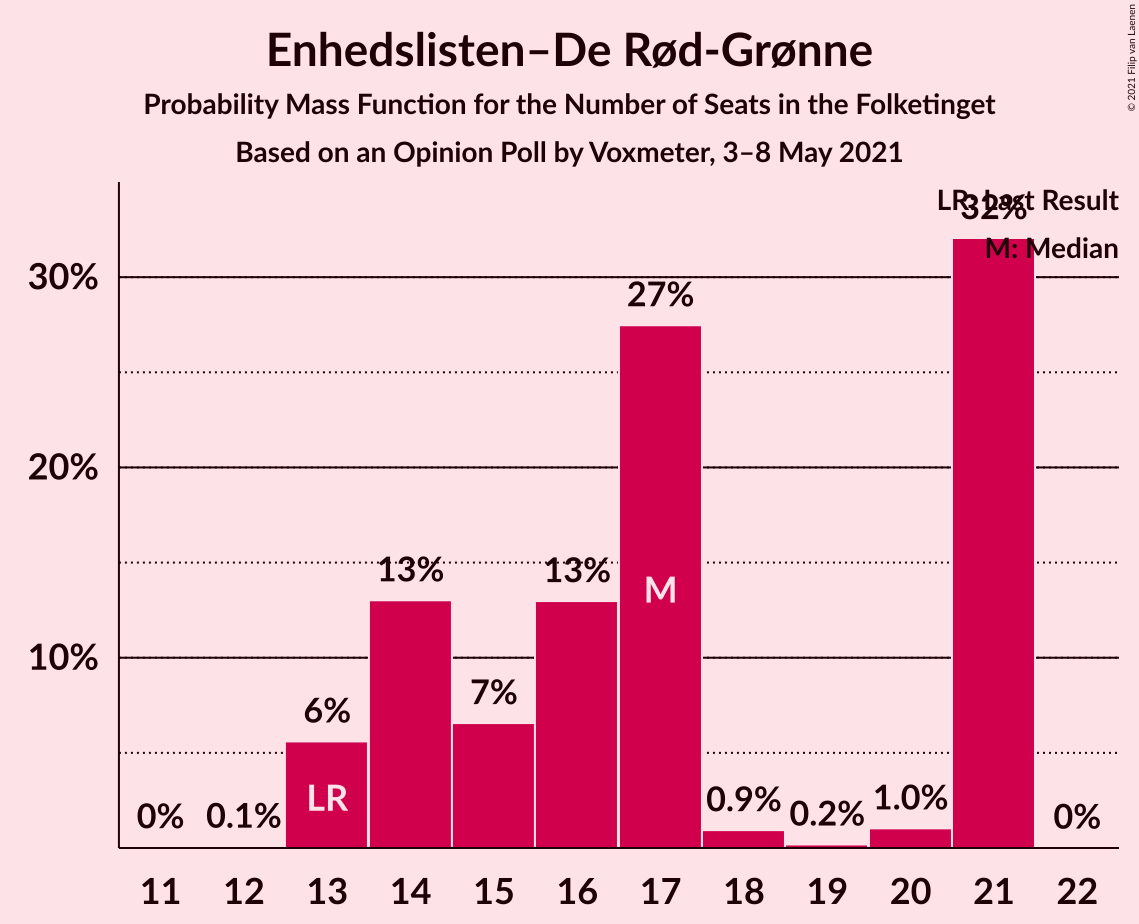 Enhedslisten–De Rød-Grønne
Probability Mass Function for the Number of Seats in the Folketinget
Based on an Opinion Poll by Voxmeter, 3–8 May 2021
© 2021 Filip van Laenen
LR: Last Result
M: Median
30%
20%
10%
0%
0.1%
6%
13%
7%
13%
27%
0.9%
0.2%
1.0%
32%
0%
LR
M
11 12 13 14 15 16 17 18 19 20 21 22